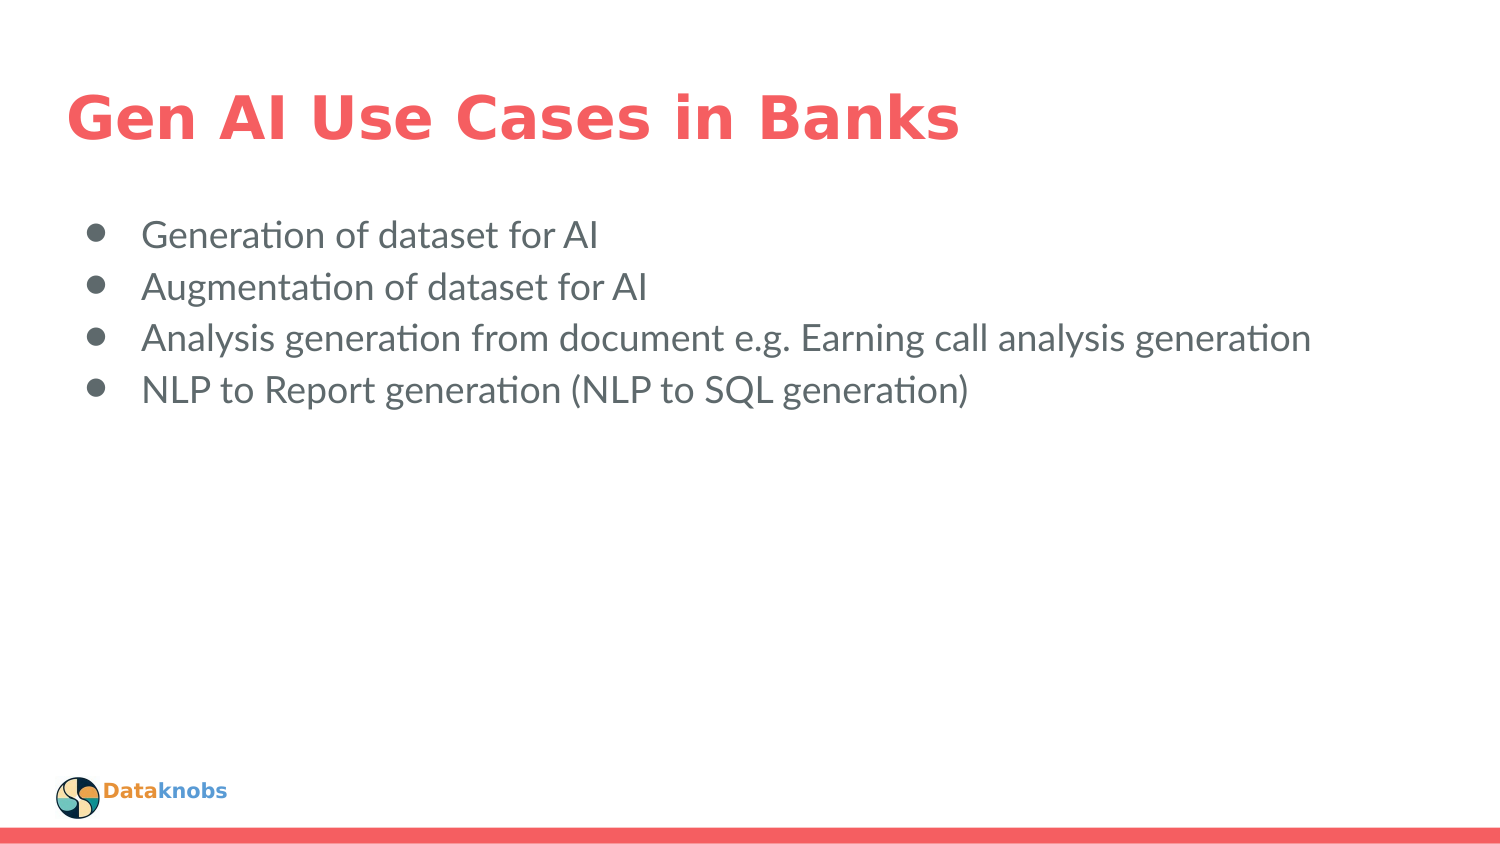 Gen AI Use Cases in Banks
● Generation of dataset for AI
● Augmentation of dataset for AI
● Analysis generation from document e.g. Earning call analysis generation
● NLP to Report generation (NLP to SQL generation)
Dataknobs